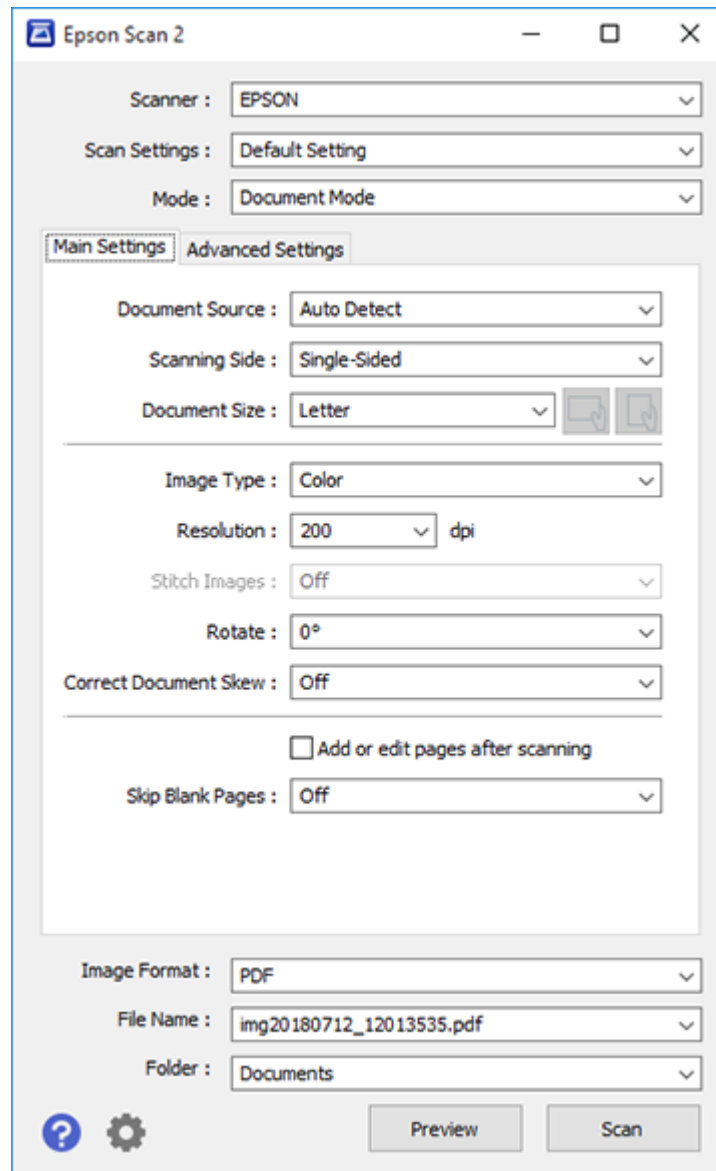 Epson Scan 2
Scanner : EPSON
Scan Settings : Default Setting
Mode : Document Mode
Main Settings Advanced Settings
Document Source : Auto Detect
Scanning Side : Single-Sided
Document Size : Letter
Image Type : Color
Resolution : 200 dpi
Stitch Images : Off
Rotate : 0°
Correct Document Skew : Off
Add or edit pages after scanning
Skip Blank Pages : Off
Image Format : PDF
File Name : img20180712_12013535.pdf
Folder : Documents
? Preview Scan